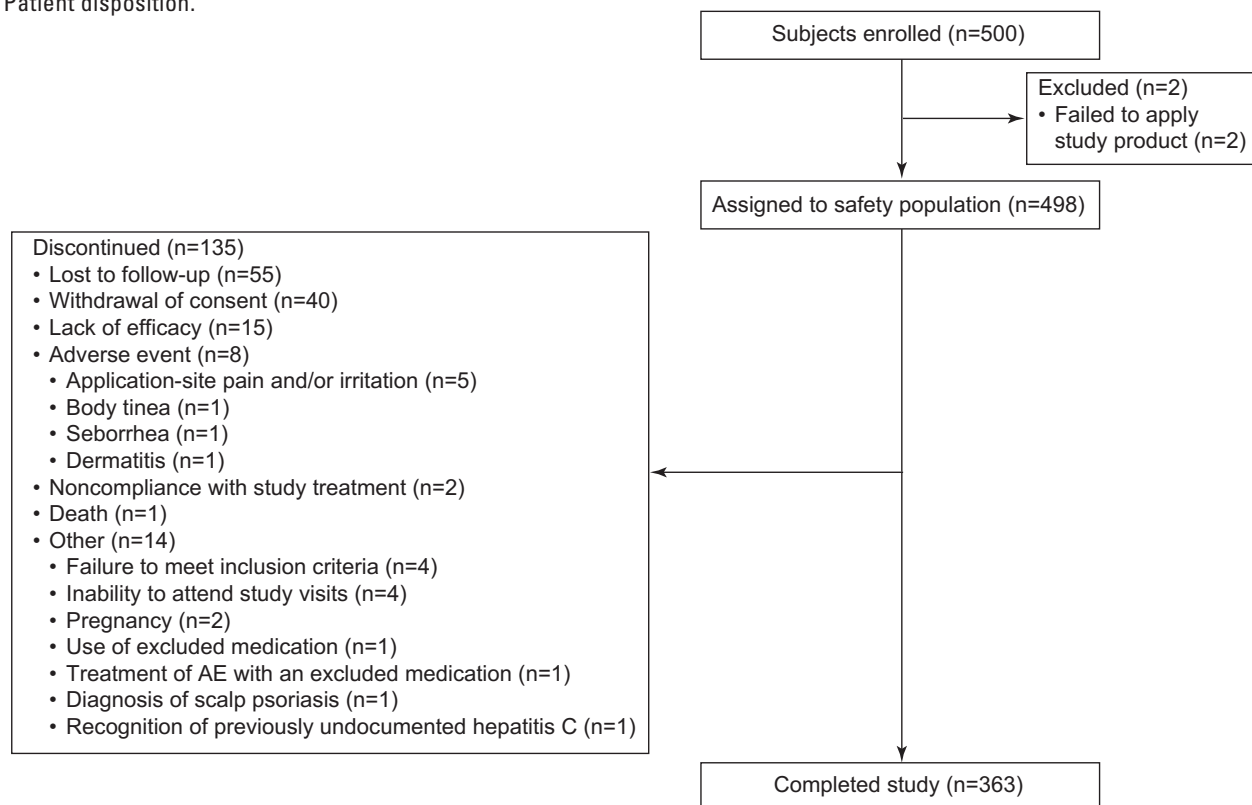 Patient disposition.
Subjects enrolled (n=500)
Excluded (n=2)
• Failed to apply
study product (n=2)
Assigned to safety population (n=498)
Discontinued (n=135)
• Lost to follow-up (n=55)
• Withdrawal of consent (n=40)
• Lack of efficacy (n=15)
• Adverse event (n=8)
• Application-site pain and/or irritation (n=5)
• Body tinea (n=1)
• Seborrhea (n=1)
• Dermatitis (n=1)
• Noncompliance with study treatment (n=2)
• Death (n=1)
• Other (n=14)
• Failure to meet inclusion criteria (n=4)
• Inability to attend study visits (n=4)
• Pregnancy (n=2)
• Use of excluded medication (n=1)
• Treatment of AE with an excluded medication (n=1)
• Diagnosis of scalp psoriasis (n=1)
• Recognition of previously undocumented hepatitis C (n=1)
Completed study (n=363)